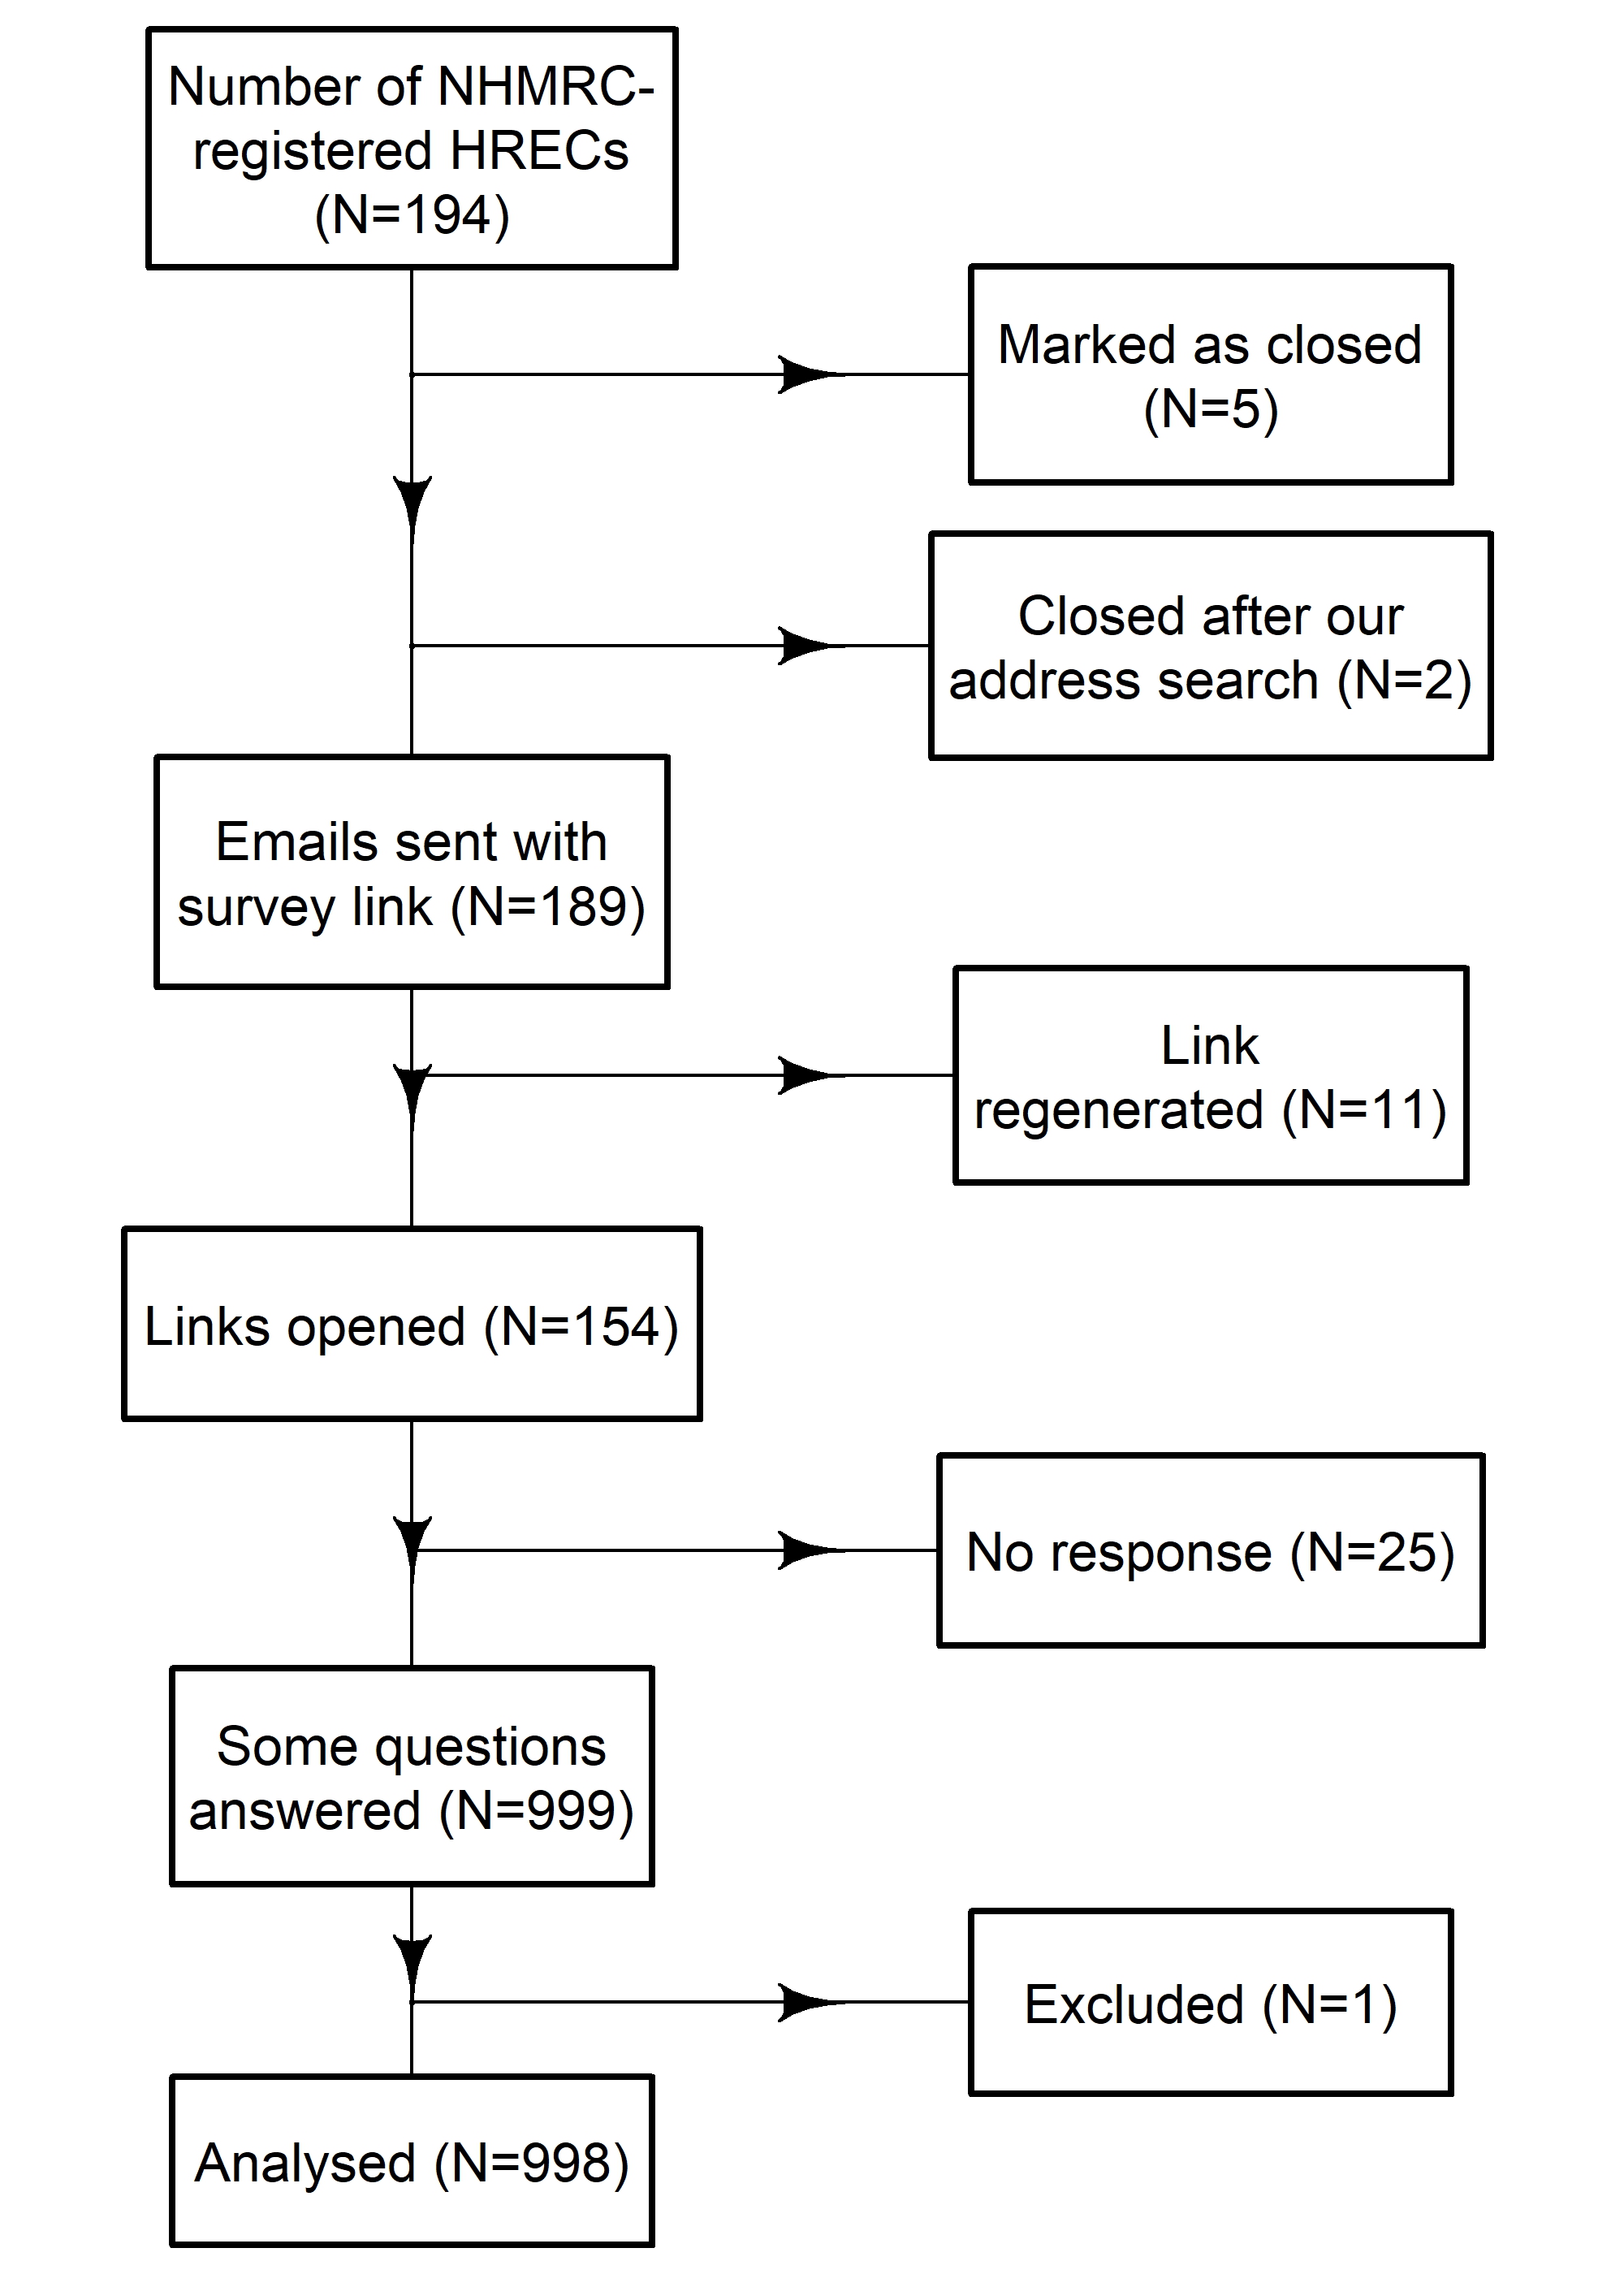 Number of NHMRC-
registered HRECs
(N=194)
Marked as closed
(N=5)
Closed after our
address search (N=2)
Emails sent with
survey link (N=189)
Link
regenerated (N=11)
Links opened (N=154)
No response (N=25)
Some questions
answered (N=999)
Excluded (N=1)
Analysed (N=998)